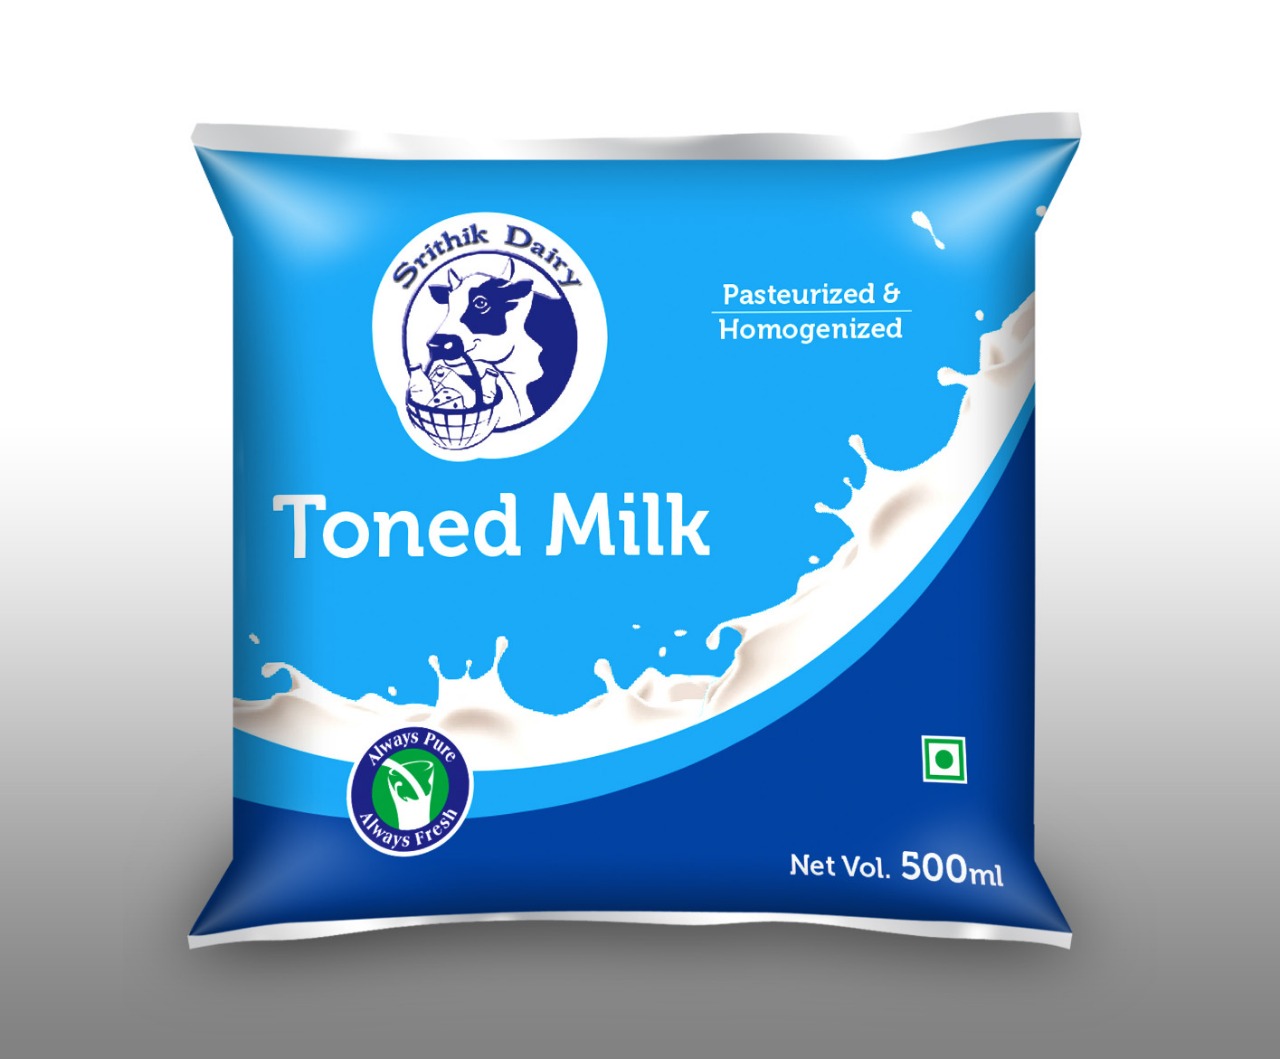 Srithik Dairy
Pasteurized &
Homogenized
Toned Milk
Always Pure
Always Fresh
Net Vol. 500ml